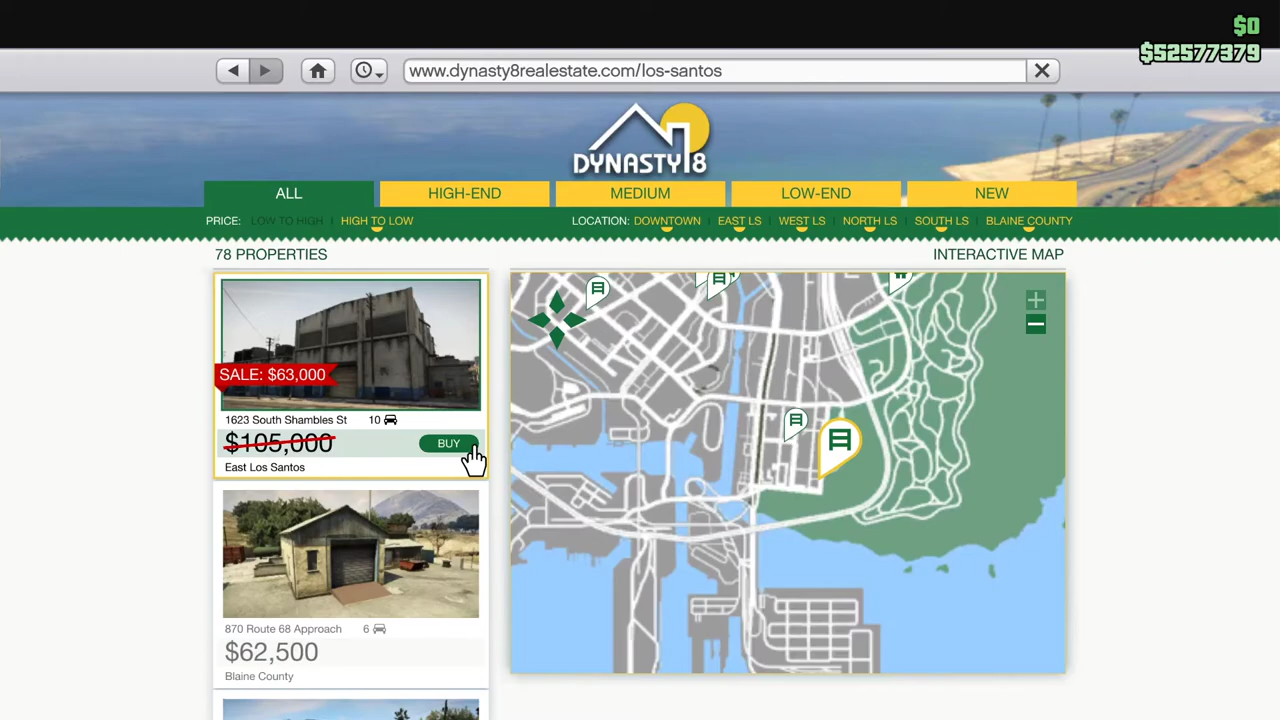 $0
$52577379
www.dynasty8realestate.com/los-santos
DYNASTY 8
ALL HIGH-END MEDIUM LOW-END NEW
PRICE: LOW TO HIGH | HIGH TO LOW LOCATION: DOWNTOWN | EAST LS | WEST LS | NORTH LS | SOUTH LS | BLAINE COUNTY
78 PROPERTIES INTERACTIVE MAP
SALE: $63,000
1623 South Shambles St 10
$105,000 BUY
East Los Santos
870 Route 68 Approach 6
$62,500
Blaine County